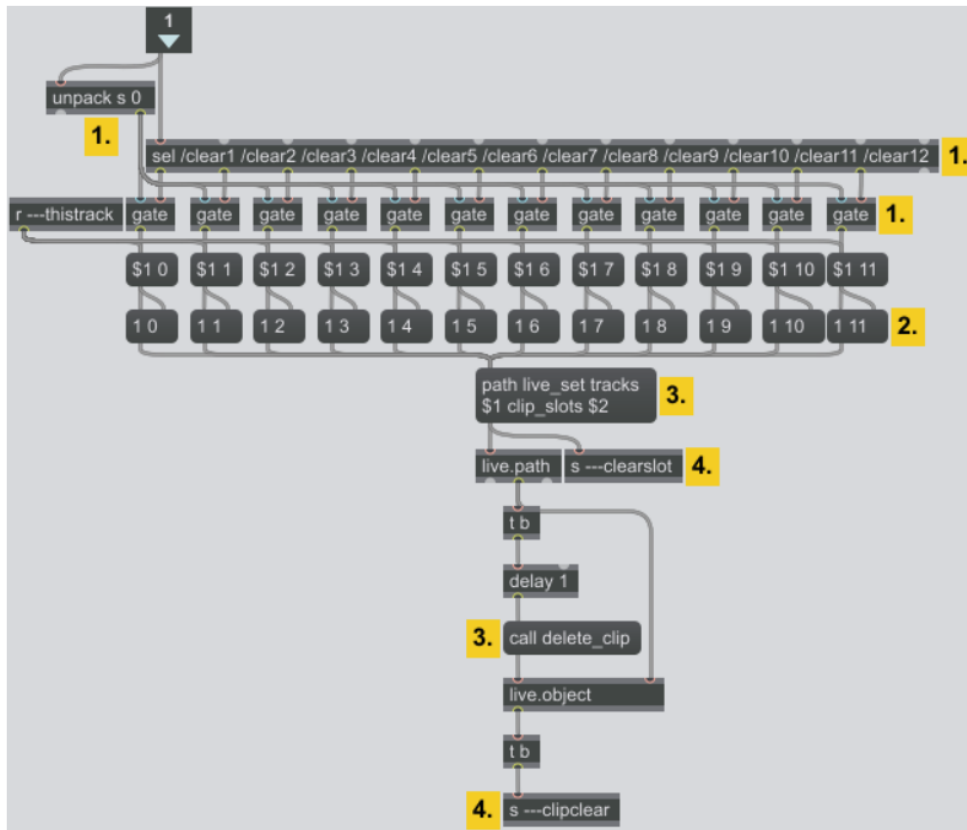 1
unpack s 0
1.
sel /clear1 /clear2 /clear3 /clear4 /clear5 /clear6 /clear7 /clear8 /clear9 /clear10 /clear11 /clear12
1.
r ---thistrack
gate gate gate gate gate gate gate gate gate gate gate gate
1.
$1 0 $1 1 $1 2 $1 3 $1 4 $1 5 $1 6 $1 7 $1 8 $1 9 $1 10 $1 11
1 0 1 1 1 2 1 3 1 4 1 5 1 6 1 7 1 8 1 9 1 10 1 11
2.
path live_set tracks
$1 clip_slots $2
3.
live.path
s ---clearslot
4.
t b
delay 1
3.
call delete_clip
live.object
t b
4.
s ---clipclear